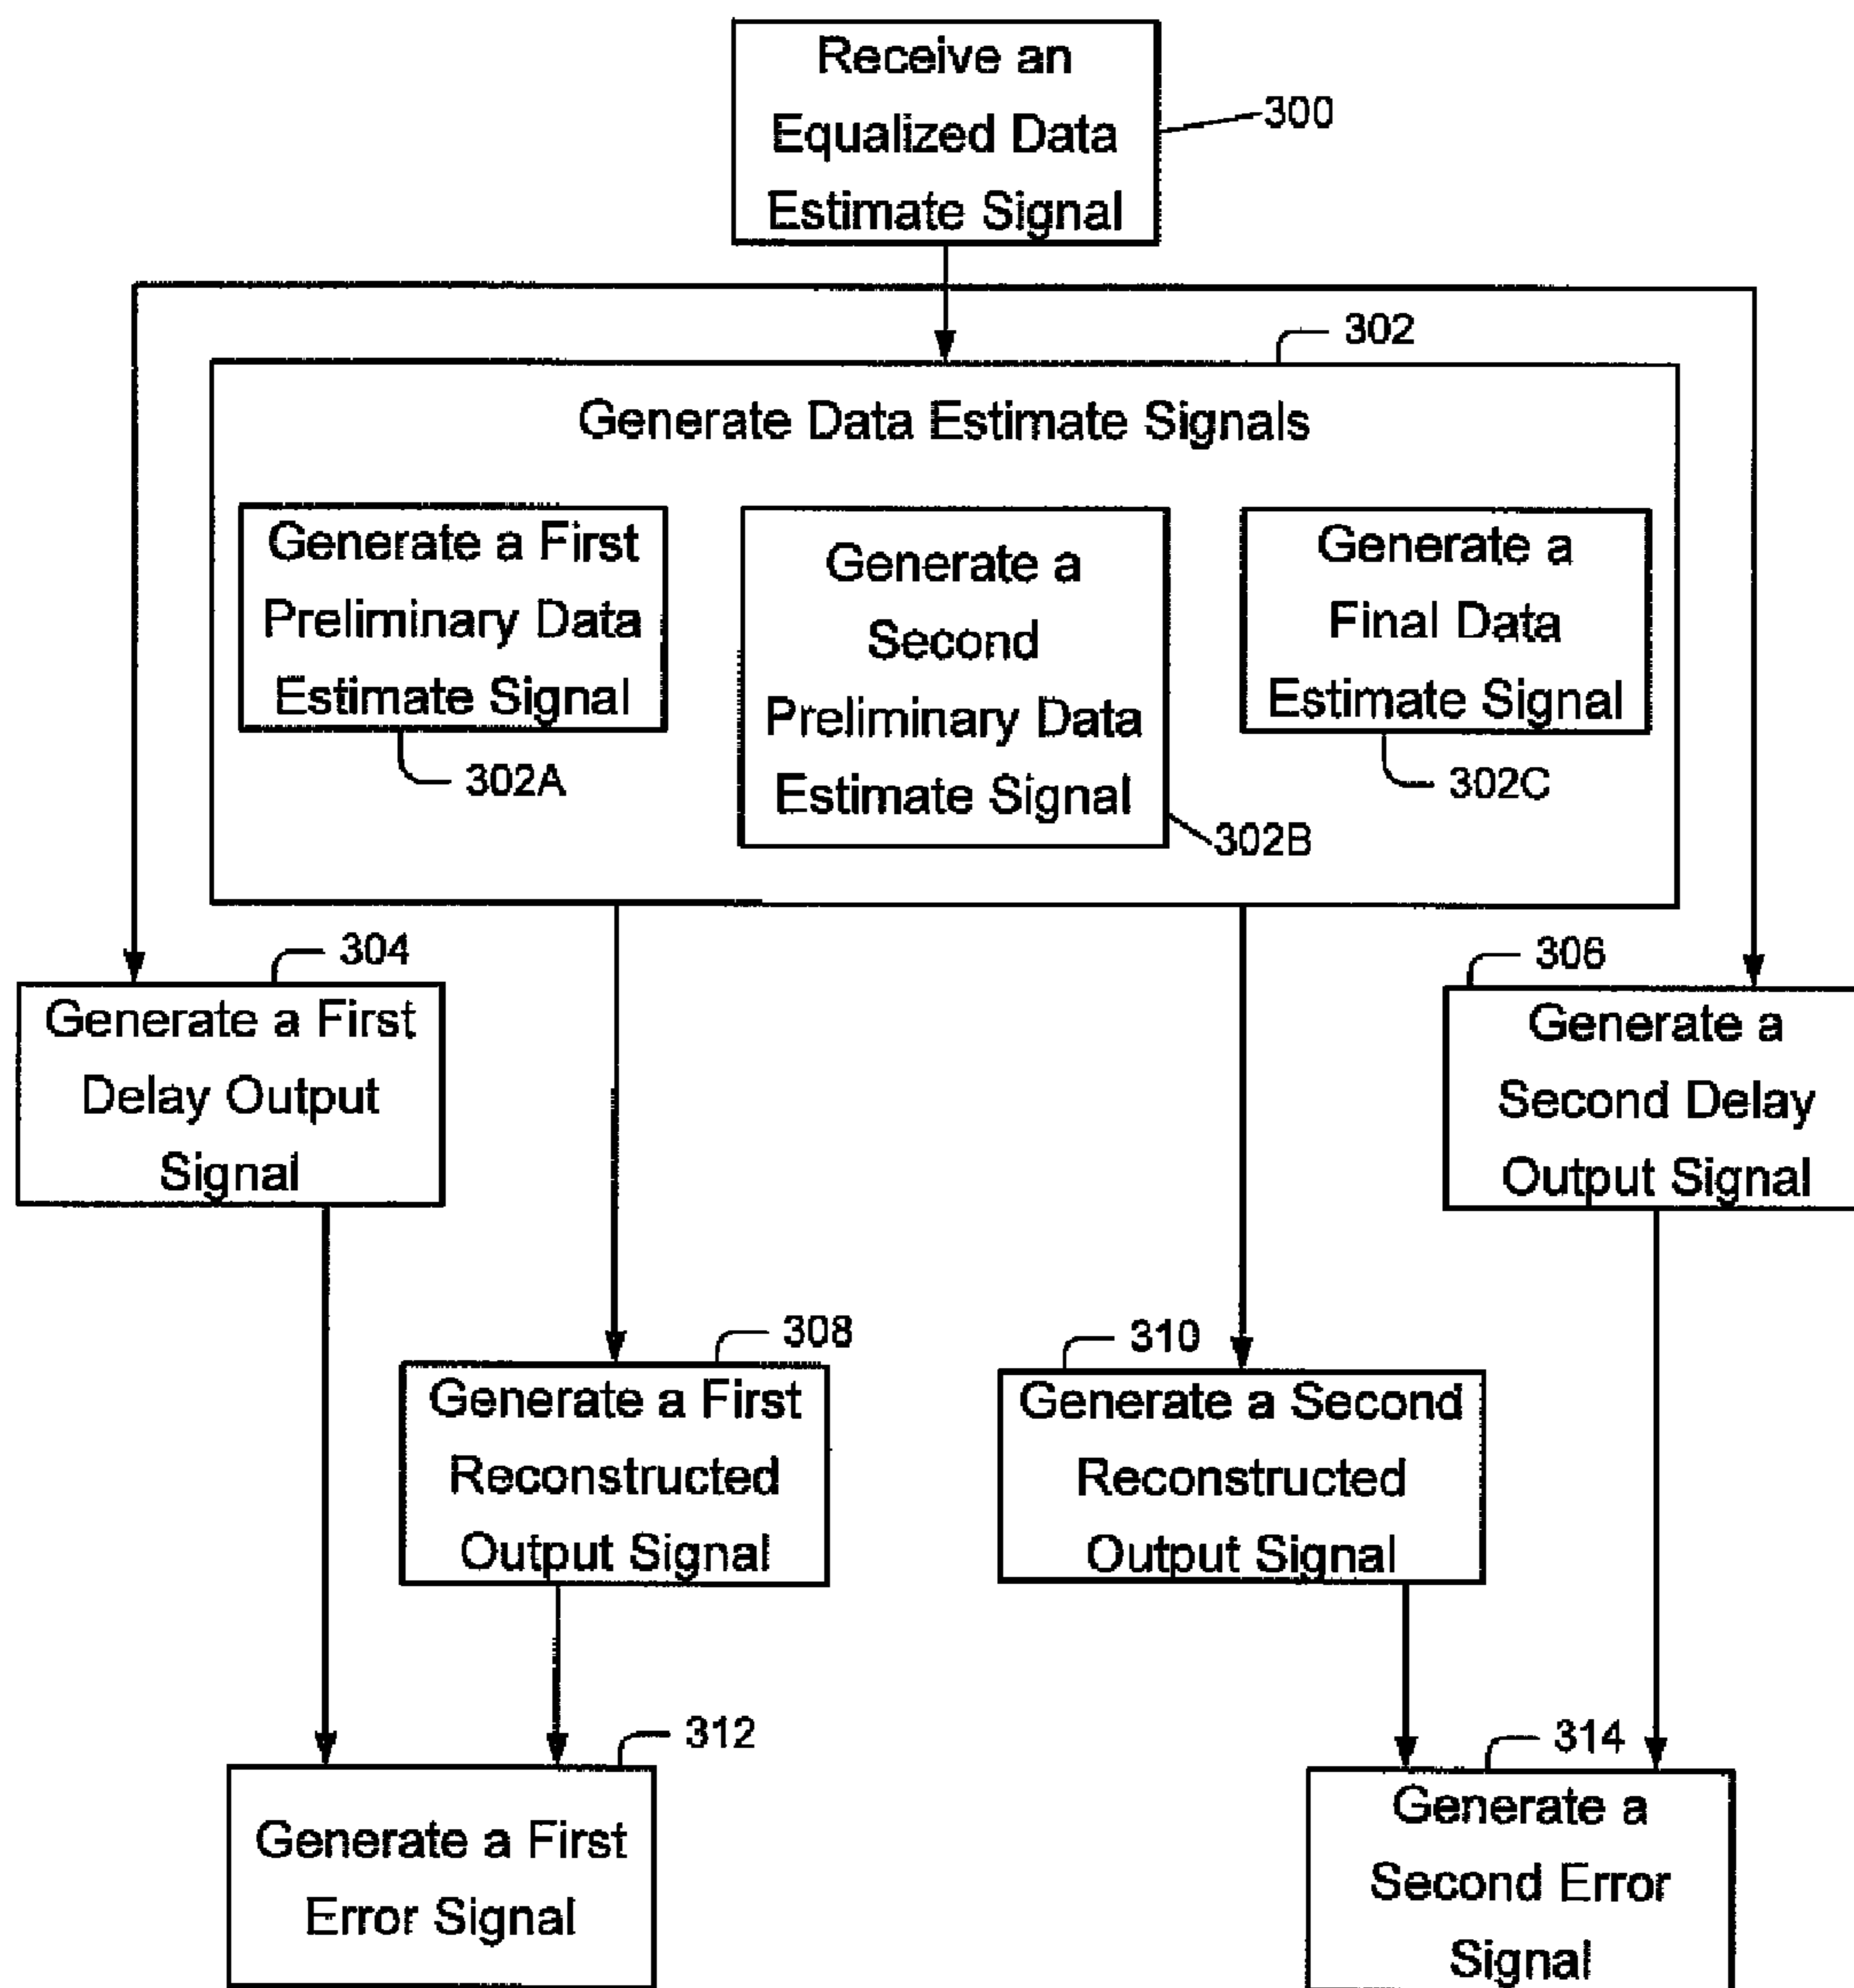 Receive an
Equalized Data
Estimate Signal
300
302
Generate Data Estimate Signals
Generate a First
Preliminary Data
Estimate Signal
302A
Generate a
Second
Preliminary Data
Estimate Signal
302B
Generate a
Final Data
Estimate Signal
302C
304
Generate a First
Delay Output
Signal
306
Generate a
Second Delay
Output Signal
308
Generate a First
Reconstructed
Output Signal
310
Generate a Second
Reconstructed
Output Signal
312
Generate a First
Error Signal
314
Generate a
Second Error
Signal